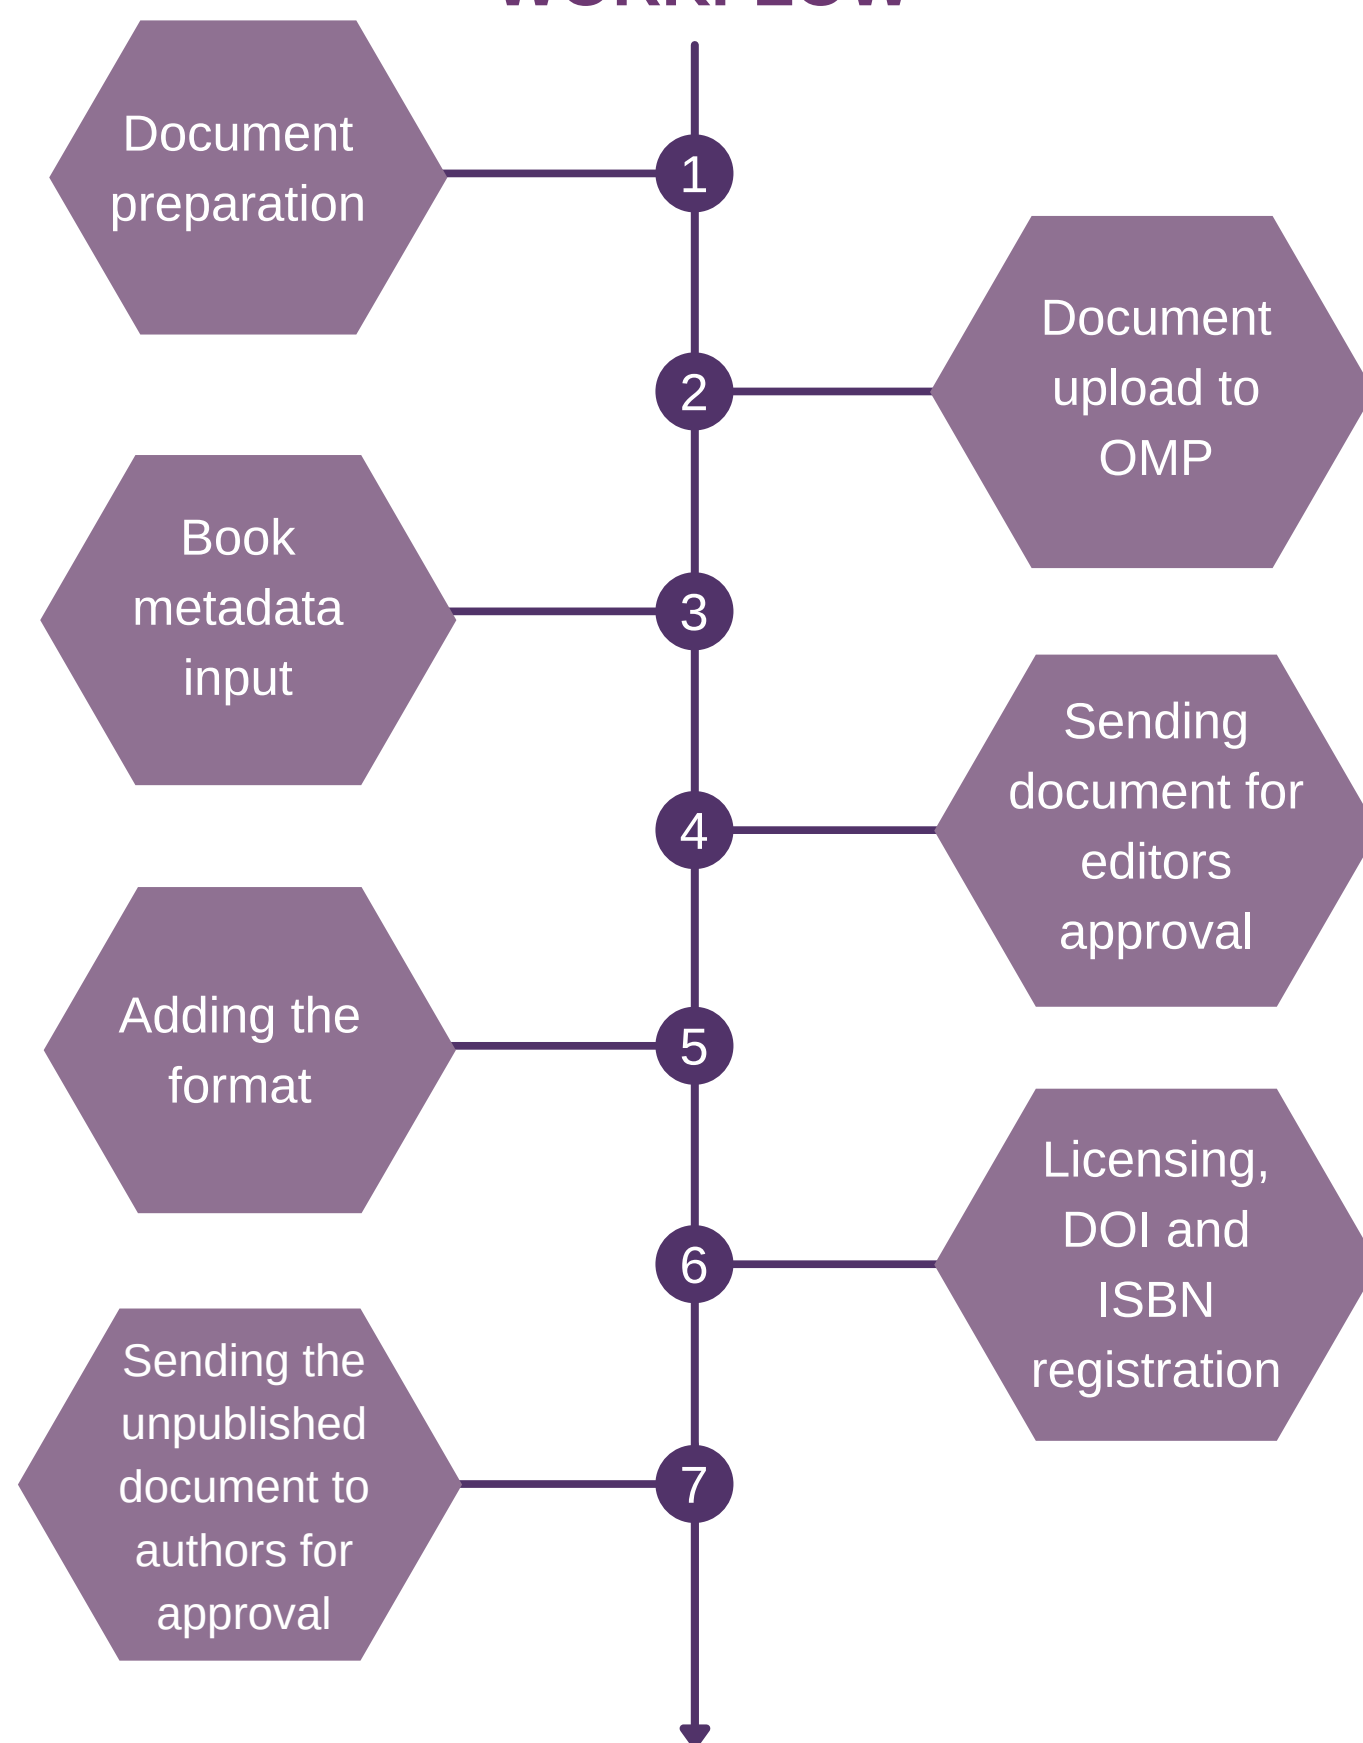 WORKFLOW
Document
preparation
1
2
Document
upload to
OMP
Book
metadata
input
3
4
Sending
document for
editors
approval
Adding the
format
5
6
Licensing,
DOI and
ISBN
registration
Sending the
unpublished
document to
authors for
approval
7